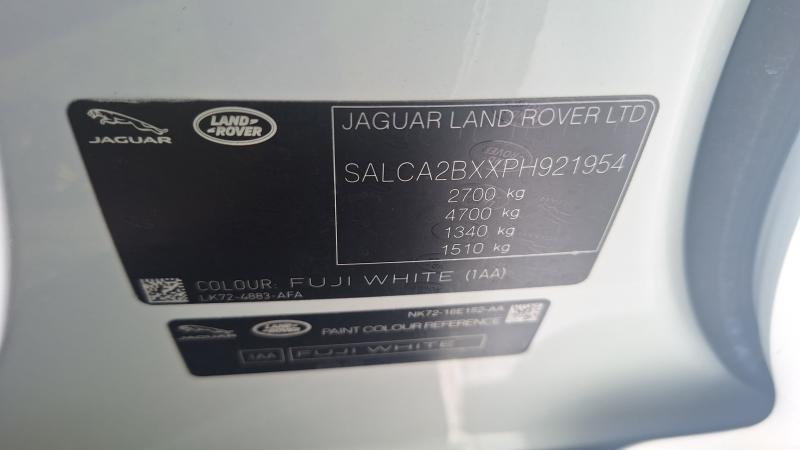 JAGUAR
LAND-
ROVER
JAGUAR LAND ROVER LTD
SALCA2BXXPH921954
2700 kg
4700 kg
1340 kg
1510 kg
COLOUR: FUJI WHITE (1AA)
LK72-4883-AFA
NK72-16E152-AA
JAGUAR
LAND-
ROVER
PAINT COLOUR REFERENCE
1AA
FUJI WHITE